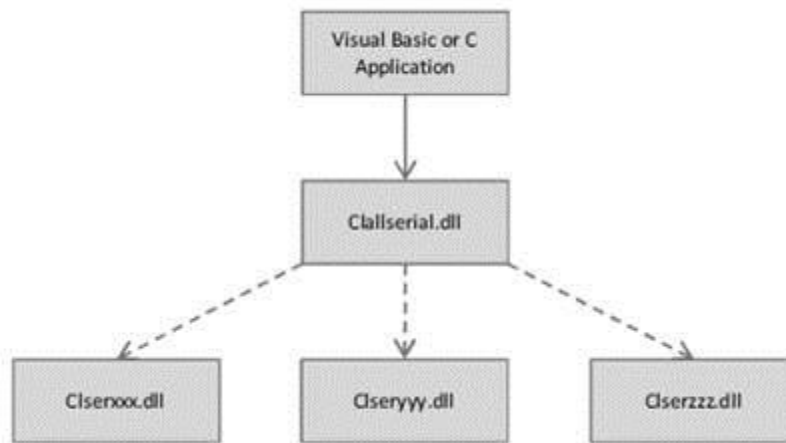 Visual Basic or C
Application
Clallserial.dll
Clserxxx.dll
Clseryyy.dll
Clserzzz.dll